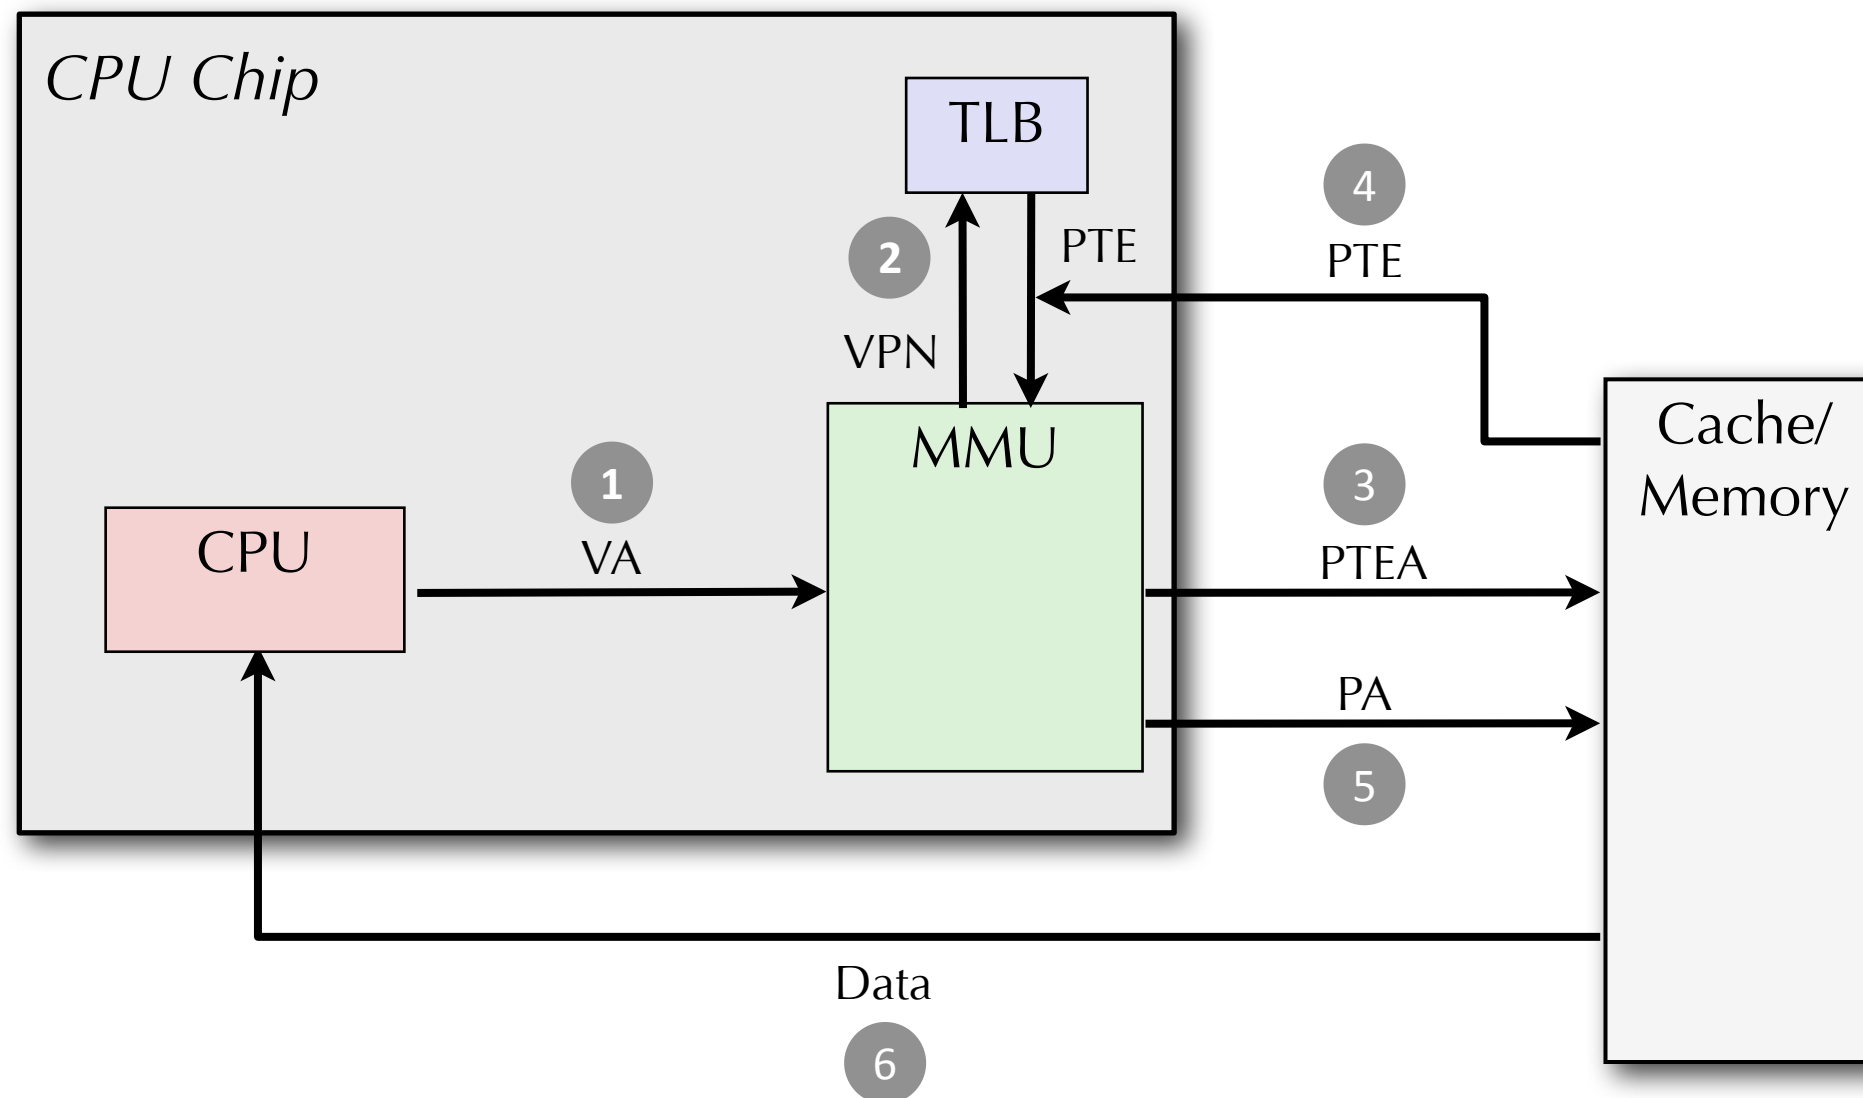 CPU Chip
TLB
4
2
PTE
PTE
VPN
Cache/
Memory
MMU
1
3
CPU
VA
PTEA
PA
5
Data
6